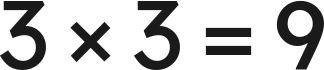 3 × 3 = 9